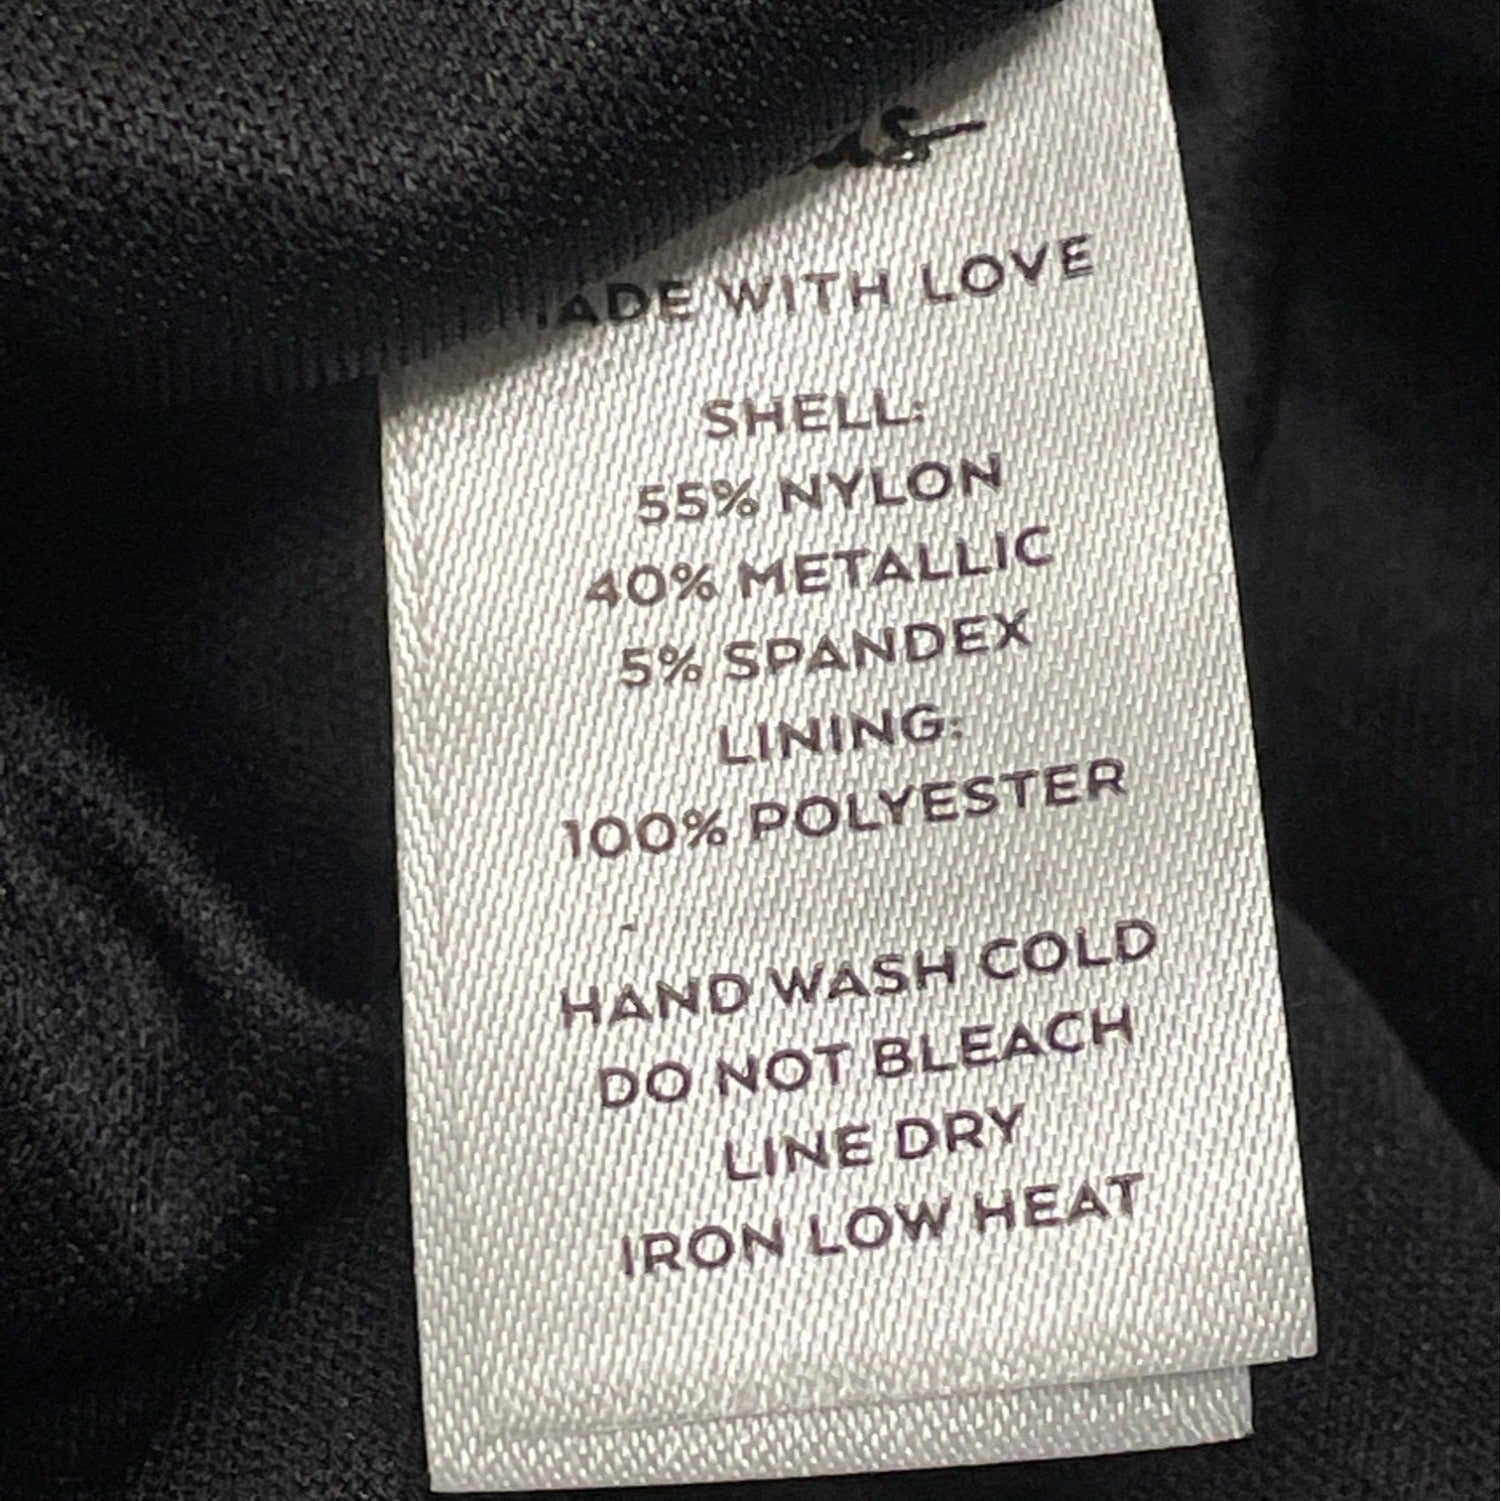 MADE WITH LOVE
SHELL:
55% NYLON
40% METALLIC
5% SPANDEX
LINING:
100% POLYESTER
HAND WASH COLD
DO NOT BLEACH
LINE DRY
IRON LOW HEAT